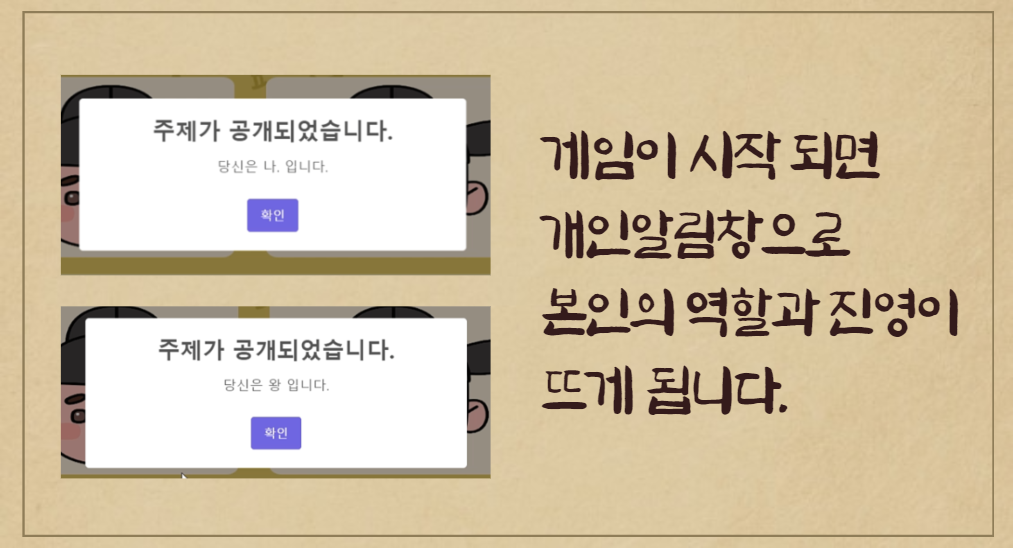 주제가 공개되었습니다.
당신은 나. 입니다.
확인
주제가 공개되었습니다.
당신은 왕 입니다.
확인
게임이 시작 되면
개인알림창으로
본인의 역할과 진영이
뜨게 됩니다.